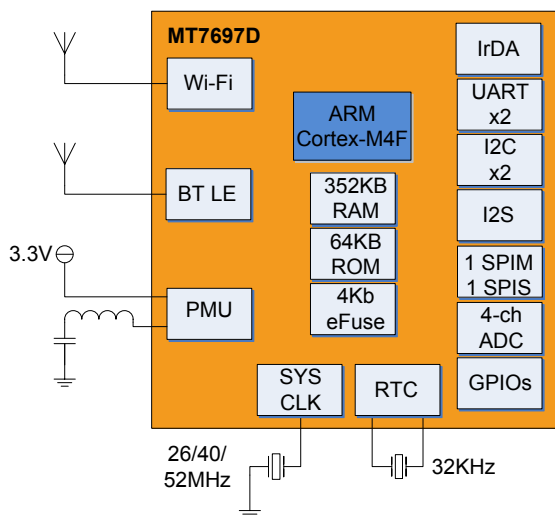 MT7697D
Wi-Fi
BT LE
3.3V
PMU
ARM
Cortex-M4F
352KB
RAM
64KB
ROM
4Kb
eFuse
SYS
CLK
RTC
IrDA
UART
x2
I2C
x2
I2S
1 SPIM
1 SPIS
4-ch
ADC
GPIOs
26/40/
52MHz
32KHz